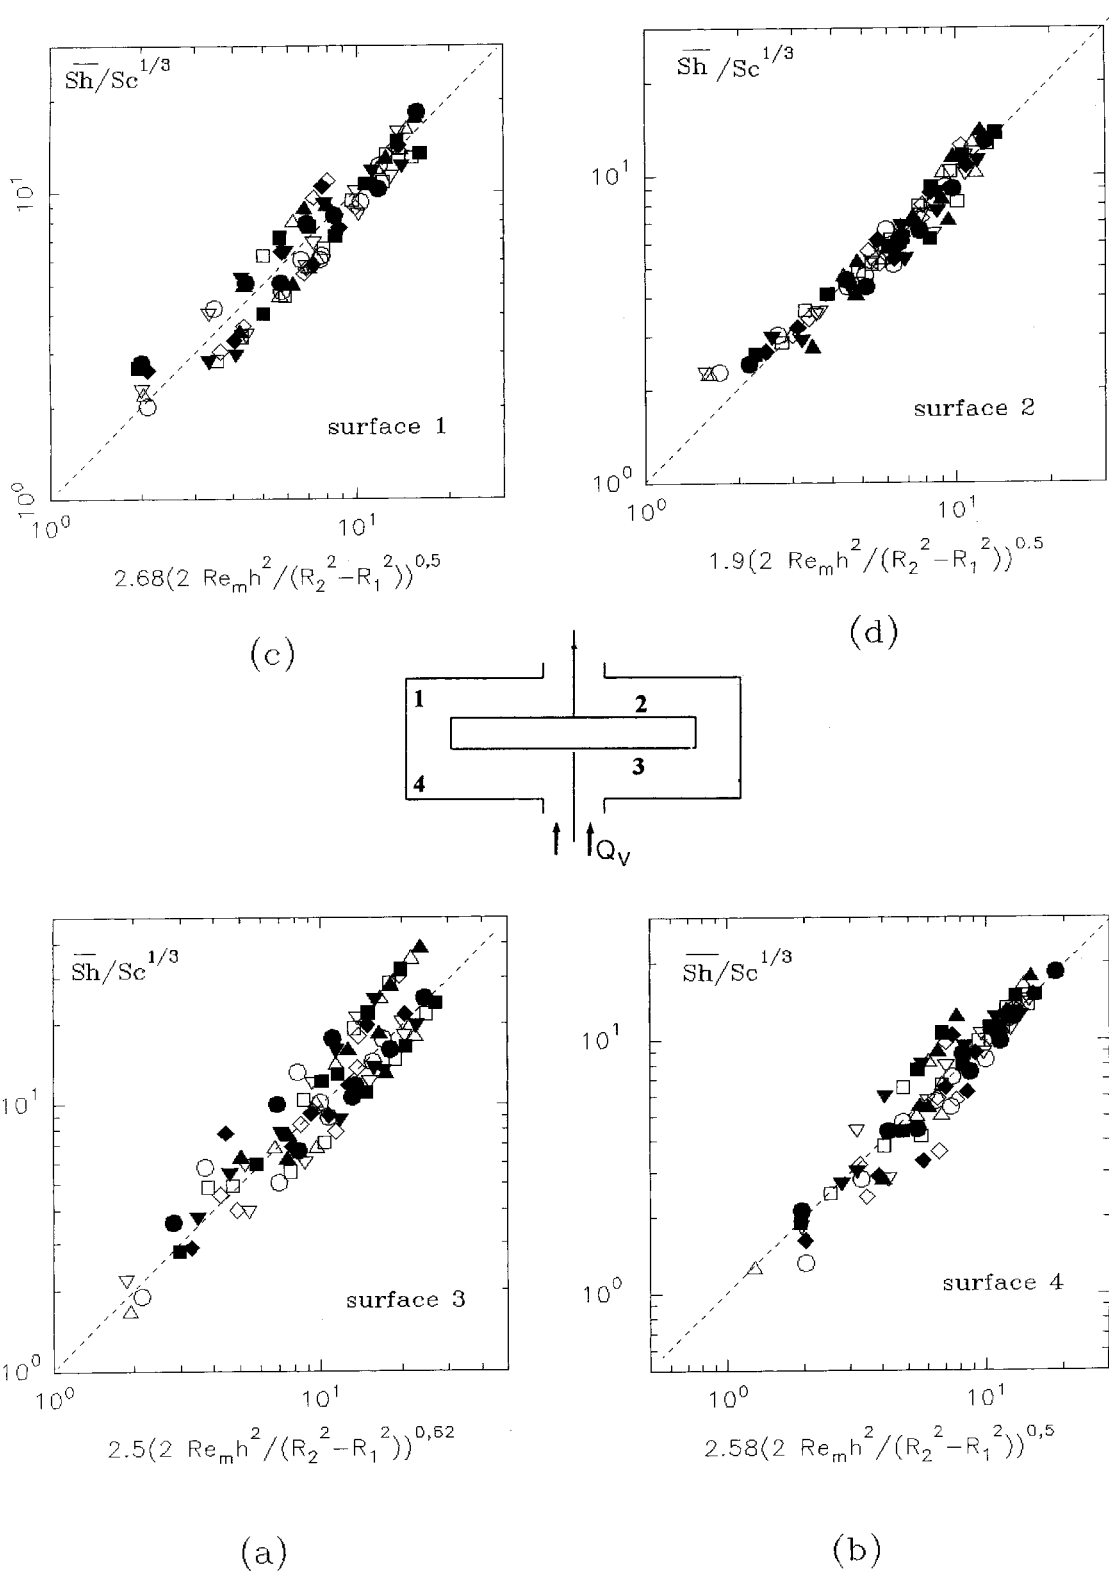 Sh/Sc^1/3
10^1
10^0
surface 1
10^0 10^1
2.68(2 Re_m h^2/(R_2^2−R_1^2))^0,5
(c)
Sh/Sc^1/3
10^1
10^0
surface 2
10^0 10^1
1.9(2 Re_m h^2/(R_2^2−R_1^2))^0.5
(d)
1 2
4 3
Q_v
Sh/Sc^1/3
10^1
10^0
surface 3
10^0 10^1
2.5(2 Re_m h^2/(R_2^2−R_1^2))^0,62
(a)
Sh/Sc^1/3
10^1
10^0
surface 4
10^0 10^1
2.58(2 Re_m h^2/(R_2^2−R_1^2))^0,5
(b)